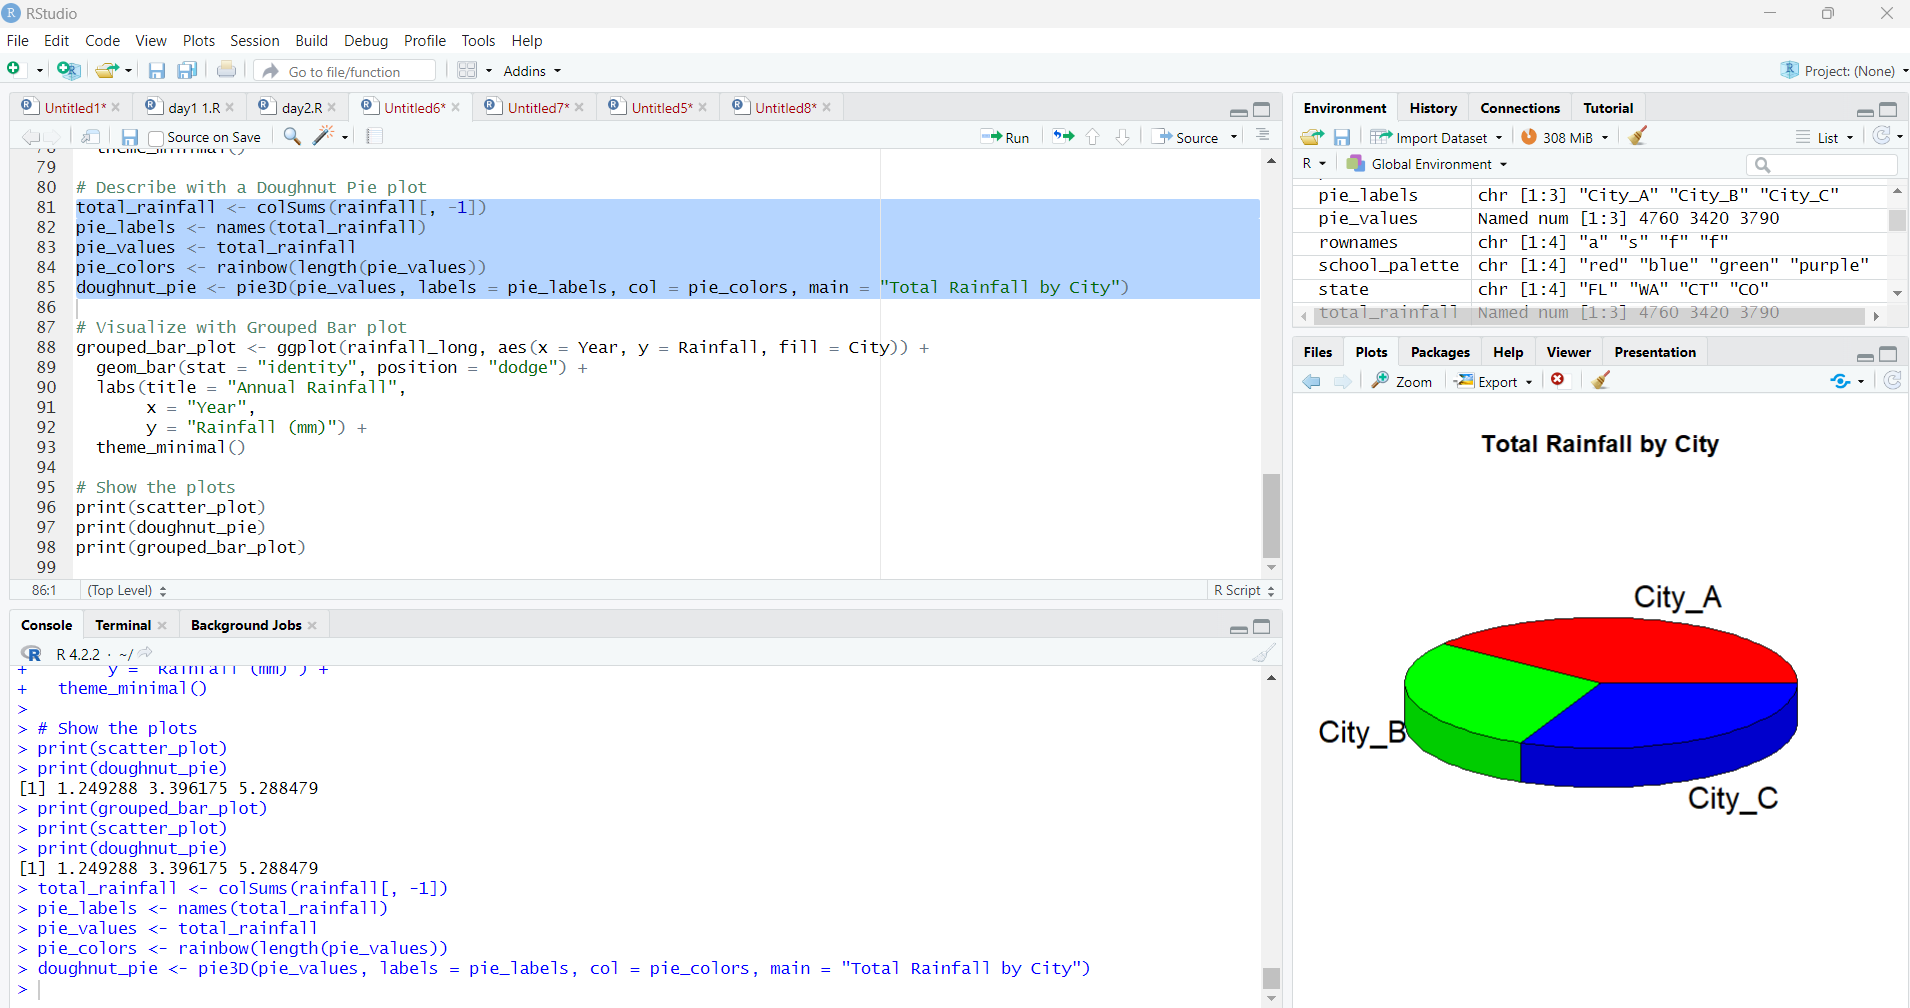 RStudio
File Edit Code View Plots Session Build Debug Profile Tools Help
Go to file/function Addins Project: (None)
Untitled1* day1 1.R day2.R Untitled6* Untitled7* Untitled5* Untitled8*
Source on Save Run Source
79
80 # Describe with a Doughnut Pie plot
81 total_rainfall <- colSums(rainfall[, -1])
82 pie_labels <- names(total_rainfall)
83 pie_values <- total_rainfall
84 pie_colors <- rainbow(length(pie_values))
85 doughnut_pie <- pie3D(pie_values, labels = pie_labels, col = pie_colors, main = "Total Rainfall by City")
86
87 # Visualize with Grouped Bar plot
88 grouped_bar_plot <- ggplot(rainfall_long, aes(x = Year, y = Rainfall, fill = City)) +
89 geom_bar(stat = "identity", position = "dodge") +
90 labs(title = "Annual Rainfall",
91 x = "Year",
92 y = "Rainfall (mm)") +
93 theme_minimal()
94
95 # Show the plots
96 print(scatter_plot)
97 print(doughnut_pie)
98 print(grouped_bar_plot)
99
86:1 (Top Level) R Script
Console Terminal Background Jobs
R 4.2.2 · ~/
+ y = "Rainfall (mm)") +
+ theme_minimal()
>
> # Show the plots
> print(scatter_plot)
> print(doughnut_pie)
[1] 1.249288 3.396175 5.288479
> print(grouped_bar_plot)
> print(scatter_plot)
> print(doughnut_pie)
[1] 1.249288 3.396175 5.288479
> total_rainfall <- colSums(rainfall[, -1])
> pie_labels <- names(total_rainfall)
> pie_values <- total_rainfall
> pie_colors <- rainbow(length(pie_values))
> doughnut_pie <- pie3D(pie_values, labels = pie_labels, col = pie_colors, main = "Total Rainfall by City")
>
Environment History Connections Tutorial
Import Dataset 308 MiB List
R Global Environment
pie_labels chr [1:3] "City_A" "City_B" "City_C"
pie_values Named num [1:3] 4760 3420 3790
rownames chr [1:4] "a" "s" "f" "f"
school_palette chr [1:4] "red" "blue" "green" "purple"
state chr [1:4] "FL" "WA" "CT" "CO"
total_rainfall Named num [1:3] 4760 3420 3790
Files Plots Packages Help Viewer Presentation
Zoom Export
Total Rainfall by City
City_A
City_B
City_C